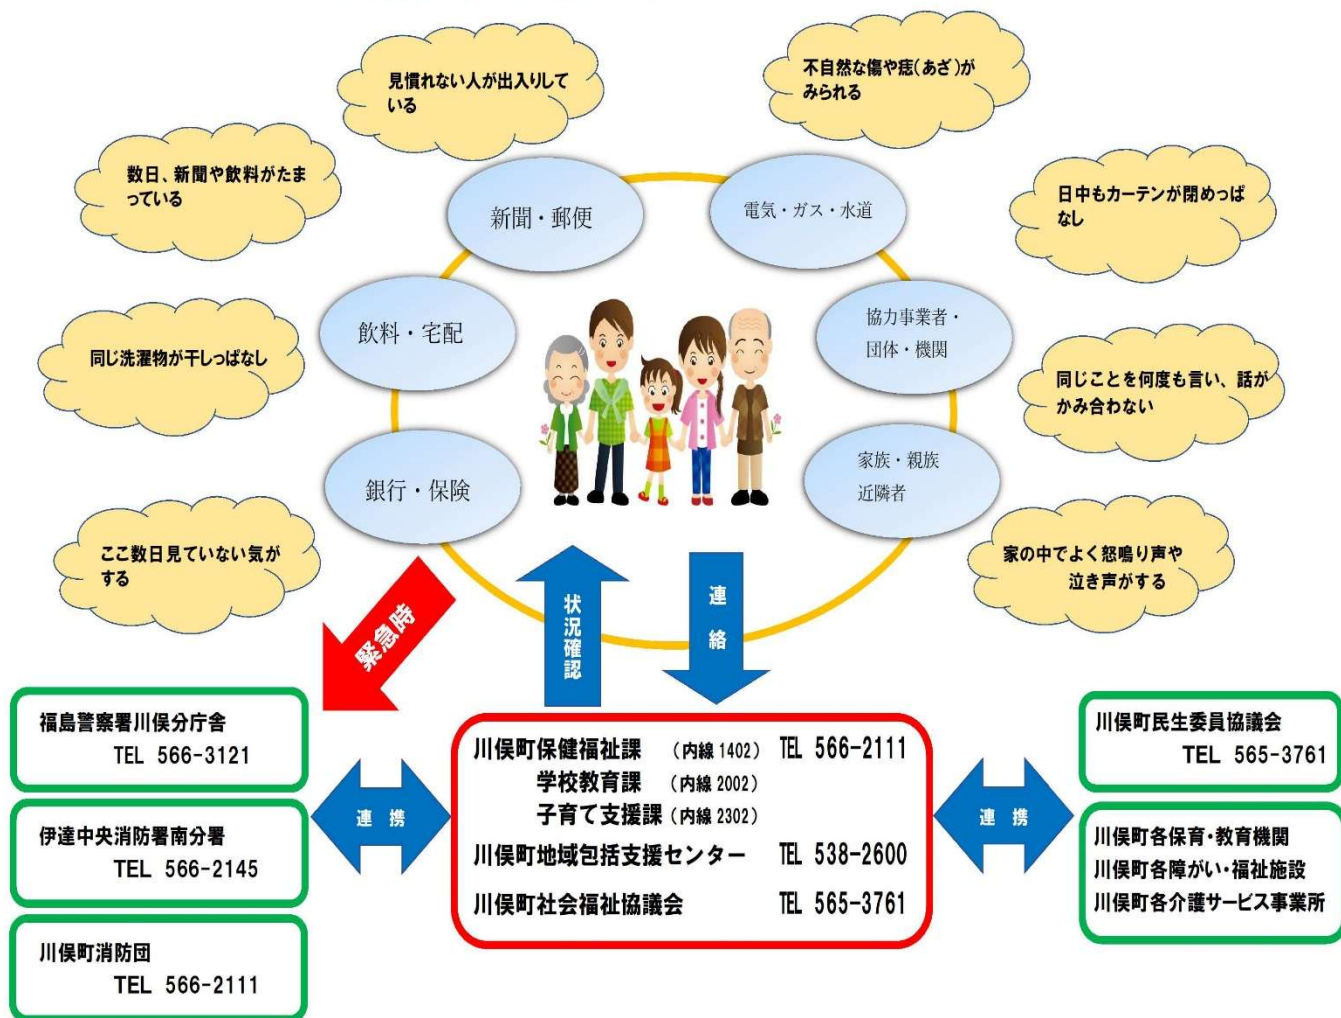 見慣れない人が出入りして
いる
不自然な傷や痣(あざ)が
みられる
数日、新聞や飲料がたま
っている
日中もカーテンが閉めっぱ
なし
新聞・郵便
電気・ガス・水道
飲料・宅配
協力事業者・
団体・機関
同じ洗濯物が干しっぱなし
同じことを何度も言い、話が
かみ合わない
銀行・保険
家族・親族
近隣者
ここ数日見ていない気が
する
家の中でよく怒鳴り声や
泣き声がする
緊急時
状況確認
連絡
福島警察署川俣分庁舎
TEL 566-3121
伊達中央消防署南分署
TEL 566-2145
川俣町消防団
TEL 566-2111
連携
川俣町保健福祉課 (内線 1402) TEL 566-2111
学校教育課 (内線 2002)
子育て支援課 (内線 2302)
川俣町地域包括支援センター TEL 538-2600
川俣町社会福祉協議会 TEL 565-3761
連携
川俣町民生委員協議会
TEL 565-3761
川俣町各保育・教育機関
川俣町各障がい・福祉施設
川俣町各介護サービス事業所